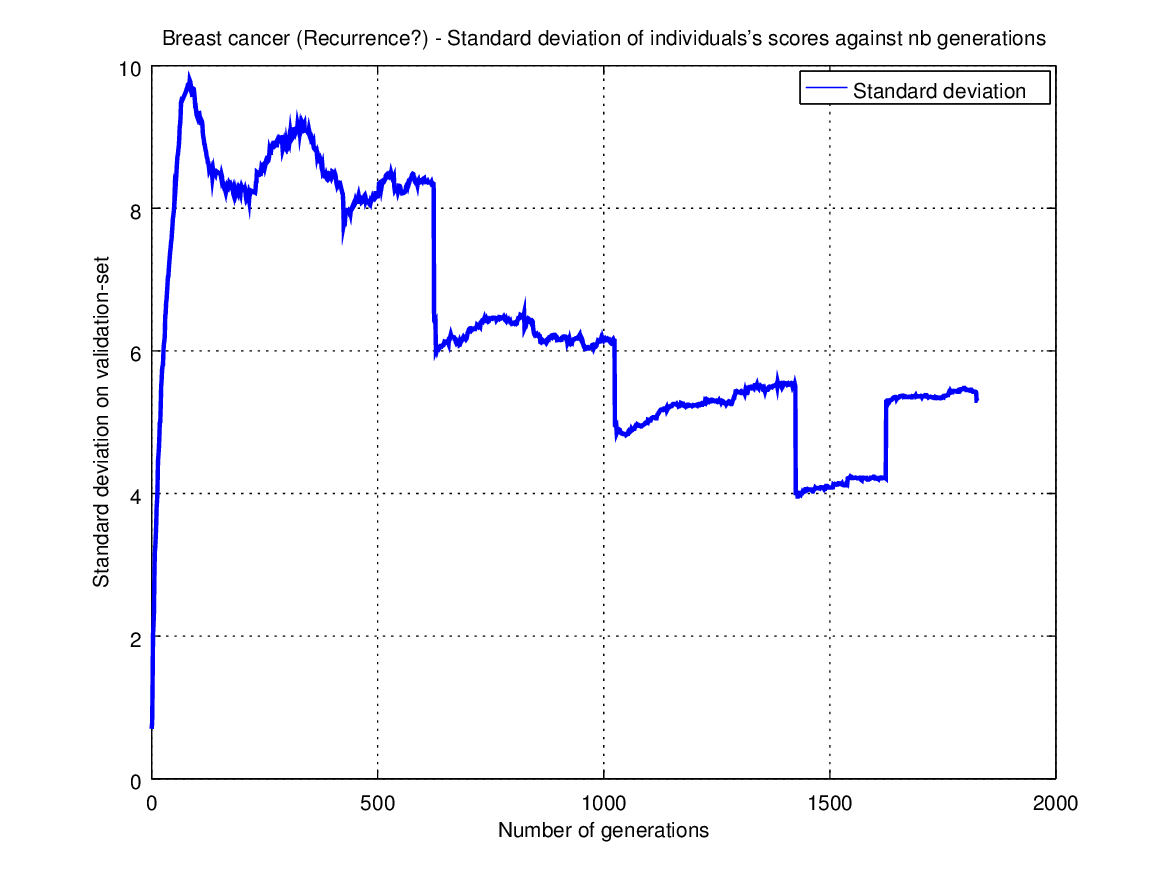 Breast cancer (Recurrence?) - Standard deviation of individuals's scores against nb generations
10
Standard deviation
8
6
4
2
0
Standard deviation on validation-set
0 500 1000 1500 2000
Number of generations